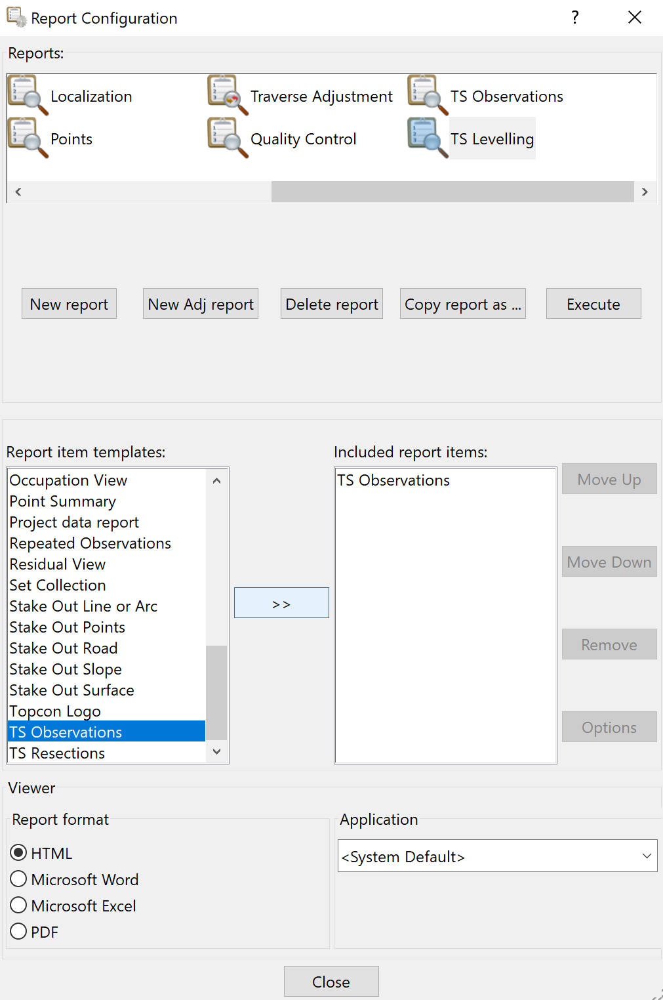 Report Configuration
?
Reports:
Localization
Traverse Adjustment
TS Observations
Points
Quality Control
TS Levelling
New report
New Adj report
Delete report
Copy report as ...
Execute
Report item templates:
Included report items:
Occupation View
Point Summary
Project data report
Repeated Observations
Residual View
Set Collection
Stake Out Line or Arc
Stake Out Points
Stake Out Road
Stake Out Slope
Stake Out Surface
Topcon Logo
TS Observations
TS Resections
>>
TS Observations
Move Up
Move Down
Remove
Options
Viewer
Report format
HTML
Microsoft Word
Microsoft Excel
PDF
Application
<System Default>
Close